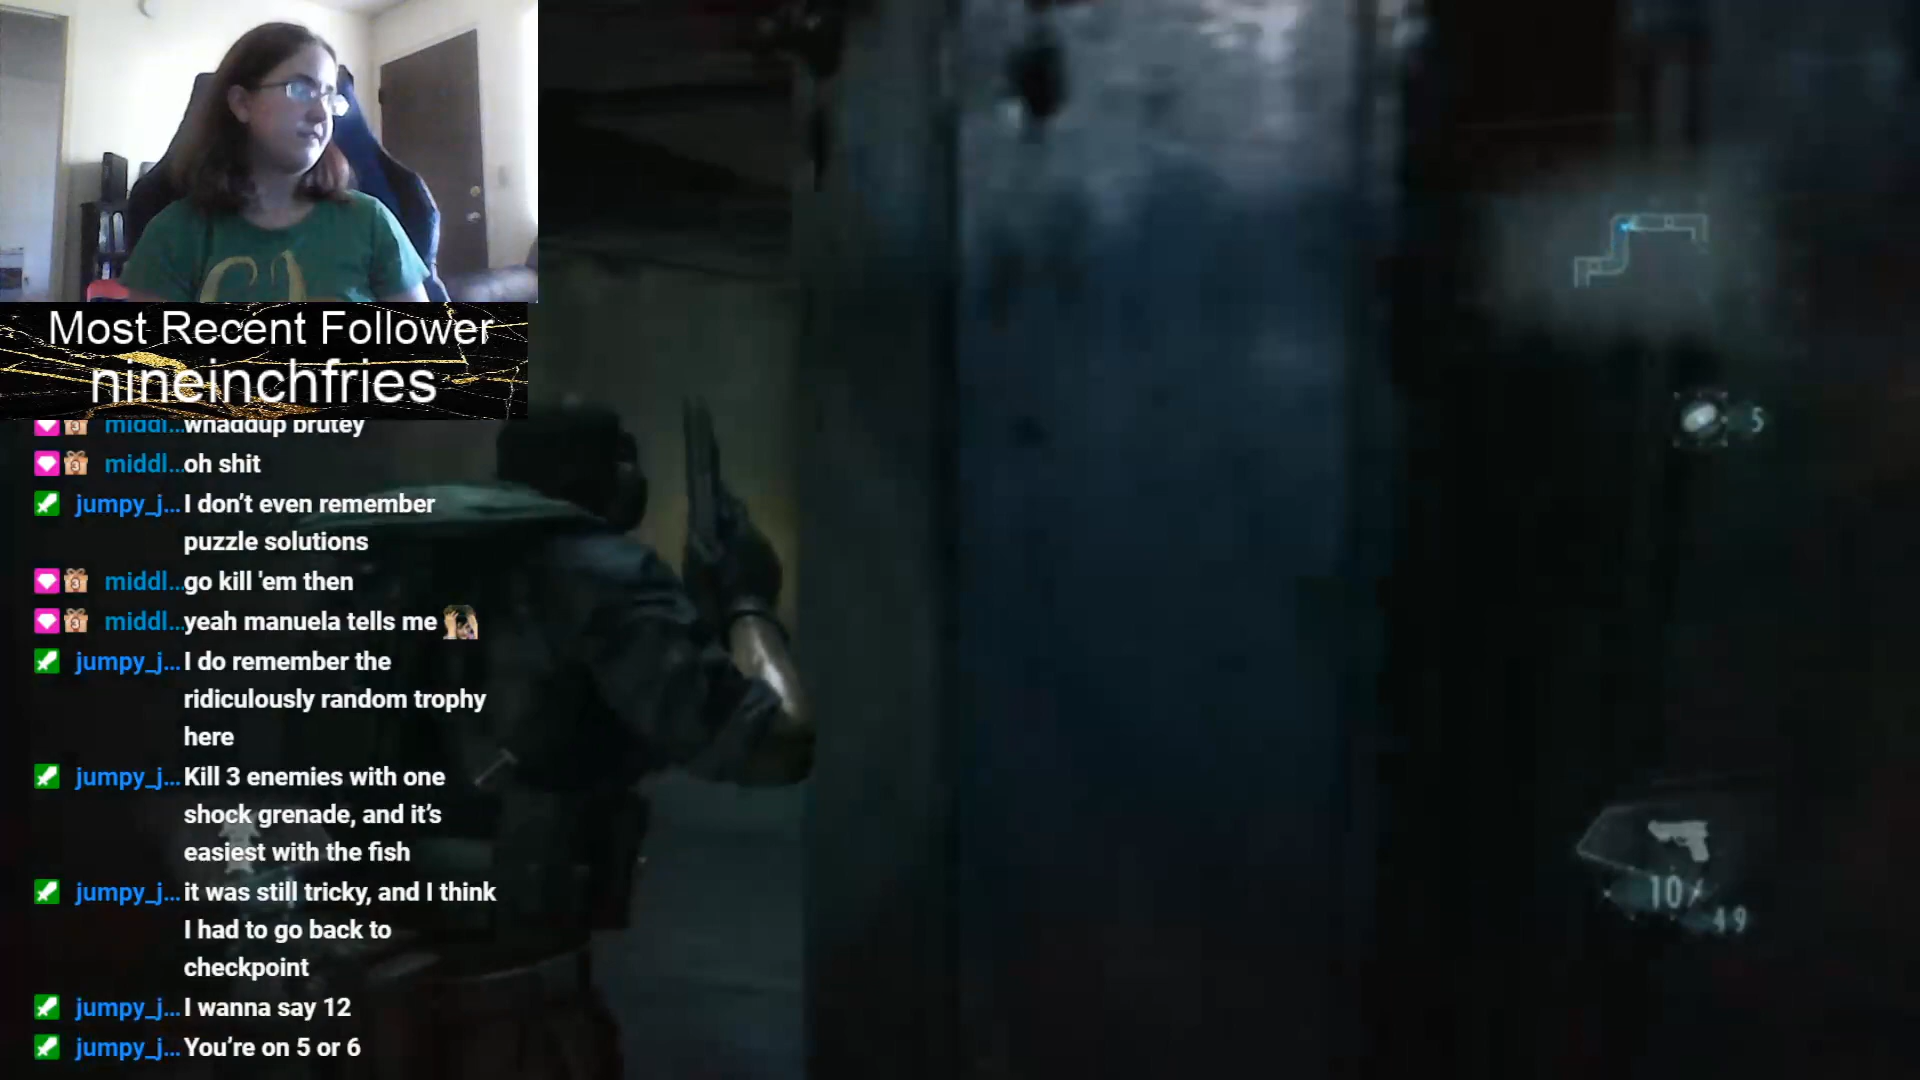 Most Recent Follower
nineinchfries
middl...whaddup brutey
middl...oh shit
jumpy_j...I don’t even remember
puzzle solutions
middl...go kill 'em then
middl...yeah manuela tells me
jumpy_j...I do remember the
ridiculously random trophy
here
jumpy_j...Kill 3 enemies with one
shock grenade, and it’s
easiest with the fish
jumpy_j...it was still tricky, and I think
I had to go back to
checkpoint
jumpy_j...I wanna say 12
jumpy_j...You’re on 5 or 6
5
10/
49